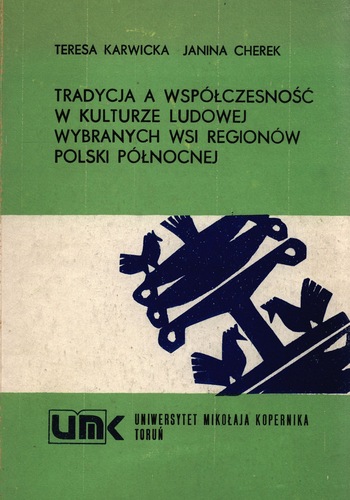 TERESA KARWICKA JANINA CHEREK
TRADYCJA A WSPÓŁCZESNOŚĆ
W KULTURZE LUDOWEJ
WYBRANYCH WSI REGIONÓW
POLSKI PÓŁNOCNEJ
umk
UNIWERSYTET MIKOŁAJA KOPERNIKA
TORUŃ